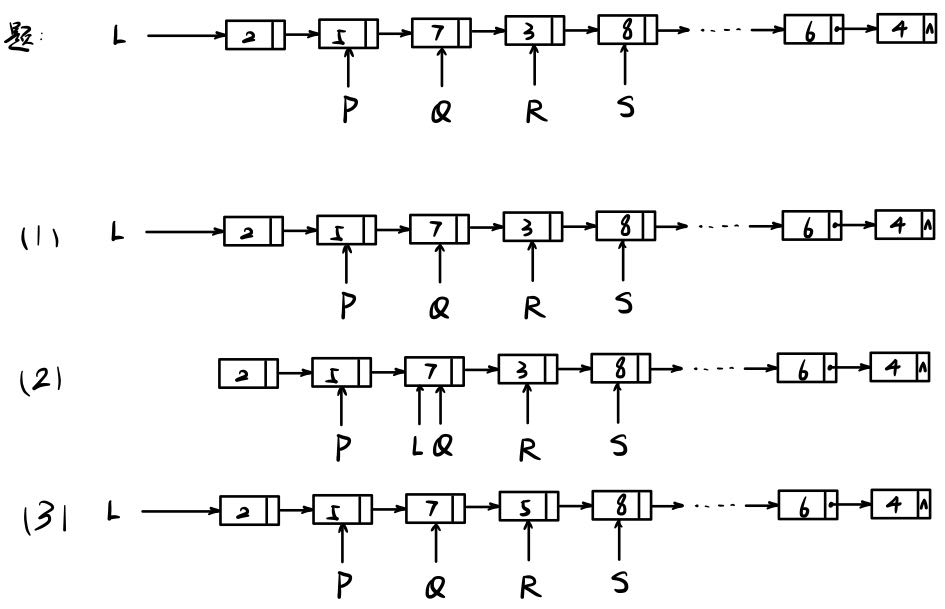 题: L 2 5 7 3 8 ..... 6 4 ∧
P Q R S
(1) L 2 5 7 3 8 ..... 6 4 ∧
P Q R S
(2) 2 5 7 3 8 ..... 6 4 ∧
P L Q R S
(3) L 2 5 7 5 8 ..... 6 4 ∧
P Q R S